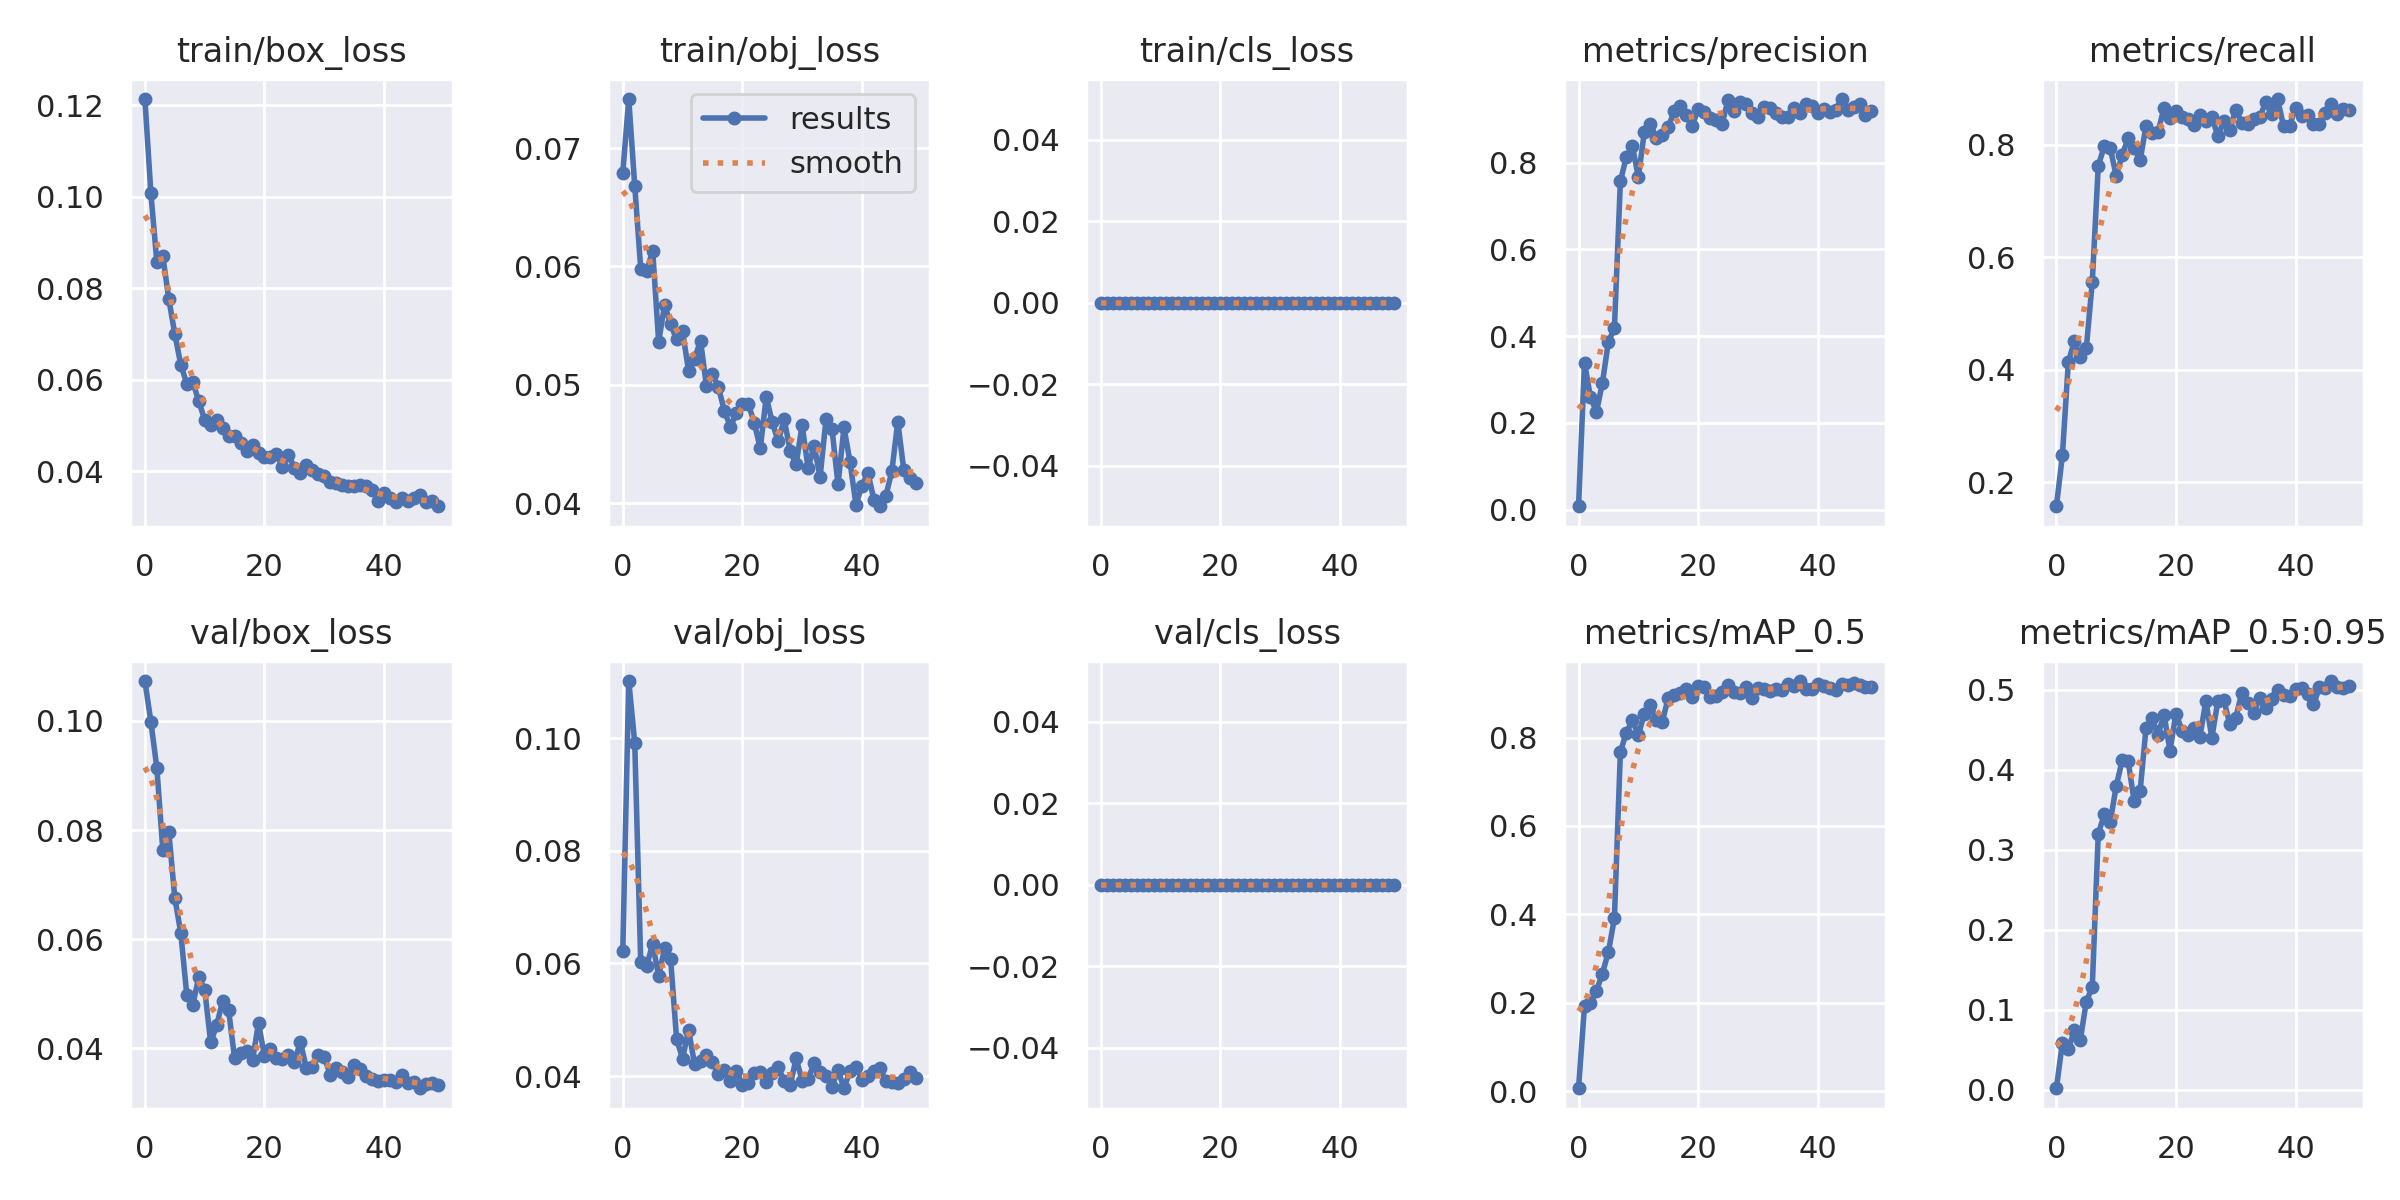 train/box_loss
train/obj_loss
train/cls_loss
metrics/precision
metrics/recall
0.12
0.10
0.08
0.06
0.04
0 20 40
results
smooth
0.07
0.06
0.05
0.04
0 20 40
0.04
0.02
0.00
−0.02
−0.04
0 20 40
0.8
0.6
0.4
0.2
0.0
0 20 40
0.8
0.6
0.4
0.2
0 20 40
val/box_loss
val/obj_loss
val/cls_loss
metrics/mAP_0.5
metrics/mAP_0.5:0.95
0.10
0.08
0.06
0.04
0 20 40
0.10
0.08
0.06
0.04
0 20 40
0.04
0.02
0.00
−0.02
−0.04
0 20 40
0.8
0.6
0.4
0.2
0.0
0 20 40
0.5
0.4
0.3
0.2
0.1
0.0
0 20 40